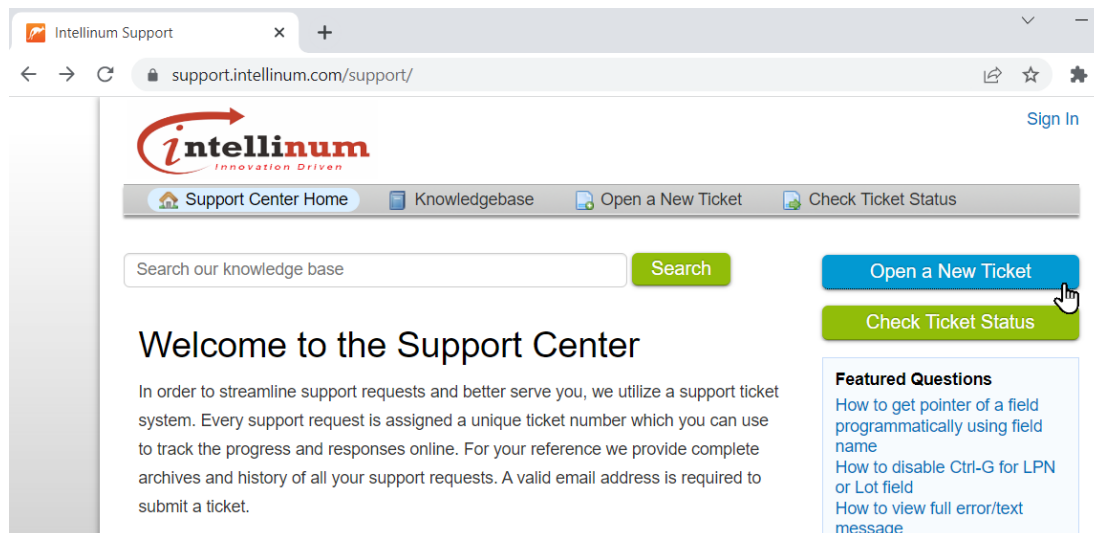 Intellinum Support
support.intellinum.com/support/
Sign In
intellinum
Innovation Driven
Support Center Home
Knowledgebase
Open a New Ticket
Check Ticket Status
Search our knowledge base
Search
Open a New Ticket
Check Ticket Status
Welcome to the Support Center
In order to streamline support requests and better serve you, we utilize a support ticket
system. Every support request is assigned a unique ticket number which you can use
to track the progress and responses online. For your reference we provide complete
archives and history of all your support requests. A valid email address is required to
submit a ticket.
Featured Questions
How to get pointer of a field
programmatically using field
name
How to disable Ctrl-G for LPN
or Lot field
How to view full error/text
message